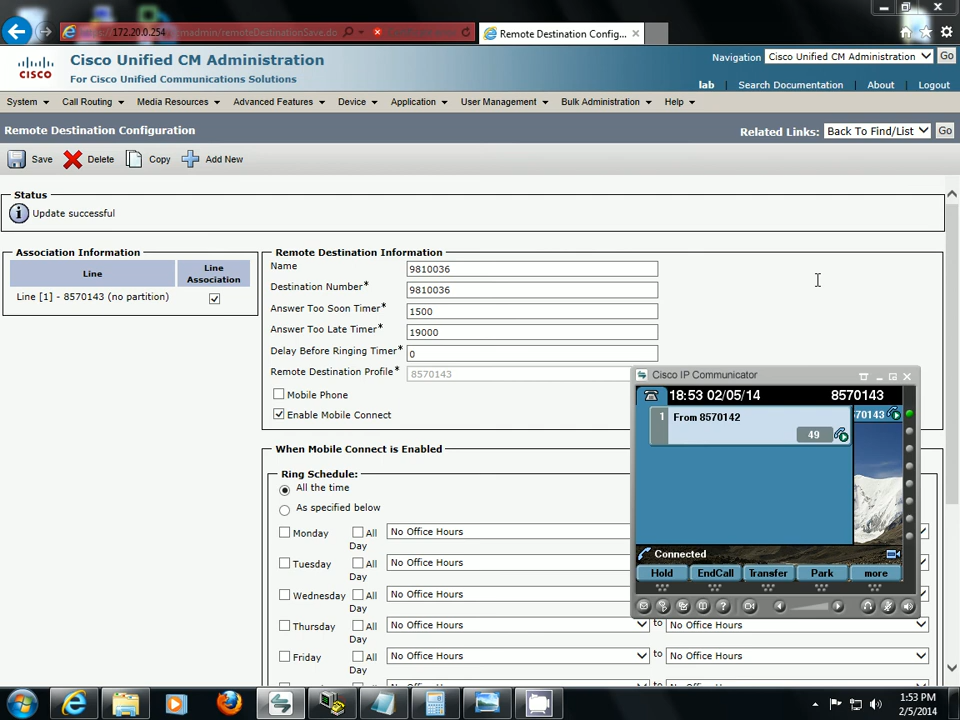 172.20.0.254
:madmin/remoteDestinationSave.do
Remote Destination Config...
CISCO
Cisco Unified CM Administration
For Cisco Unified Communications Solutions
Navigation Cisco Unified CM Administration Go
lab Search Documentation About Logout
System Call Routing Media Resources Advanced Features Device Application User Management Bulk Administration Help
Remote Destination Configuration
Related Links: Back To Find/List Go
Save Delete Copy Add New
Status
Update successful
Association Information
Line Line Association
Line [1] - 8570143 (no partition)
Remote Destination Information
Name 9810036
Destination Number* 9810036
Answer Too Soon Timer* 1500
Answer Too Late Timer* 19000
Delay Before Ringing Timer* 0
Remote Destination Profile* 8570143
Mobile Phone
Enable Mobile Connect
When Mobile Connect is Enabled
Ring Schedule:
All the time
As specified below
Monday All Day No Office Hours
Tuesday All Day No Office Hours
Wednesday All Day No Office Hours
Thursday All Day No Office Hours to No Office Hours
Friday All Day No Office Hours to No Office Hours
Cisco IP Communicator
18:53 02/05/14 8570143
1 From 8570142
49
70143
Connected
Hold EndCall Transfer Park more
1:53 PM
2/5/2014